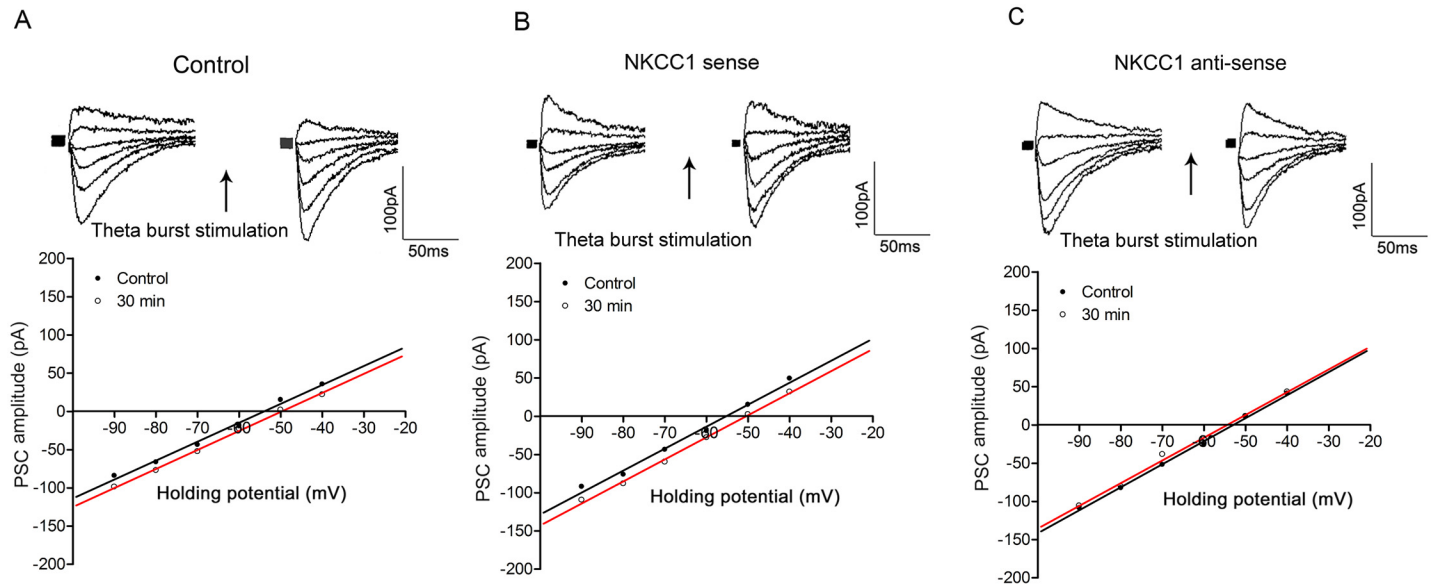 A
Control
Theta burst stimulation
100pA
50ms
PSC amplitude (pA)
200
150
100
50
0
-50
-100
-150
-200
Control
30 min
-90 -80 -70 -60 -50 -40 -30 -20
Holding potential (mV)
B
NKCC1 sense
Theta burst stimulation
100pA
50ms
PSC amplitude (pA)
200
150
100
50
0
-50
-100
-150
-200
Control
30 min
-90 -80 -70 -60 -50 -40 -30 -20
Holding potential (mV)
C
NKCC1 anti-sense
Theta burst stimulation
100pA
50ms
PSC amplitude (pA)
200
150
100
50
0
-50
-100
-150
-200
Control
30 min
-90 -80 -70 -60 -50 -40 -30 -20
Holding potential (mV)